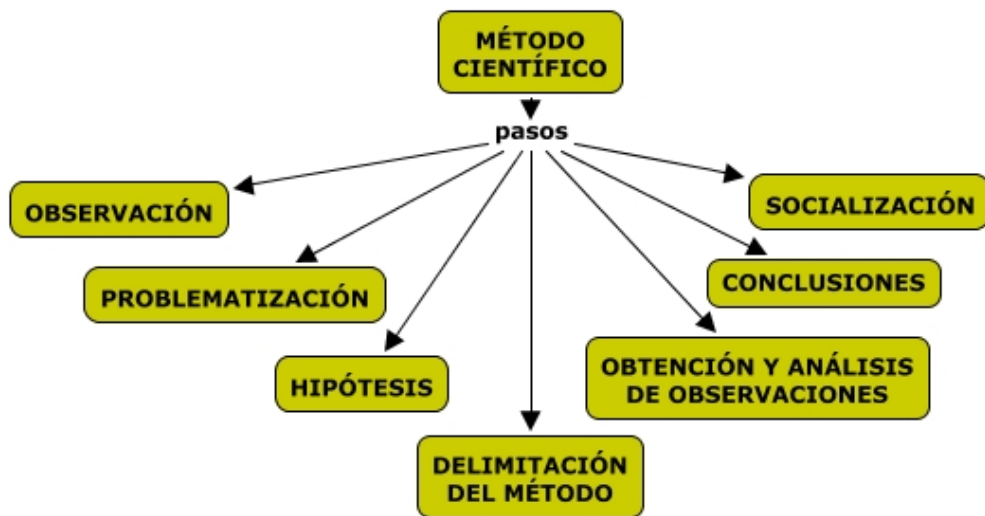 MÉTODO
CIENTÍFICO
pasos
OBSERVACIÓN
PROBLEMATIZACIÓN
HIPÓTESIS
DELIMITACIÓN
DEL MÉTODO
OBTENCIÓN Y ANÁLISIS
DE OBSERVACIONES
CONCLUSIONES
SOCIALIZACIÓN